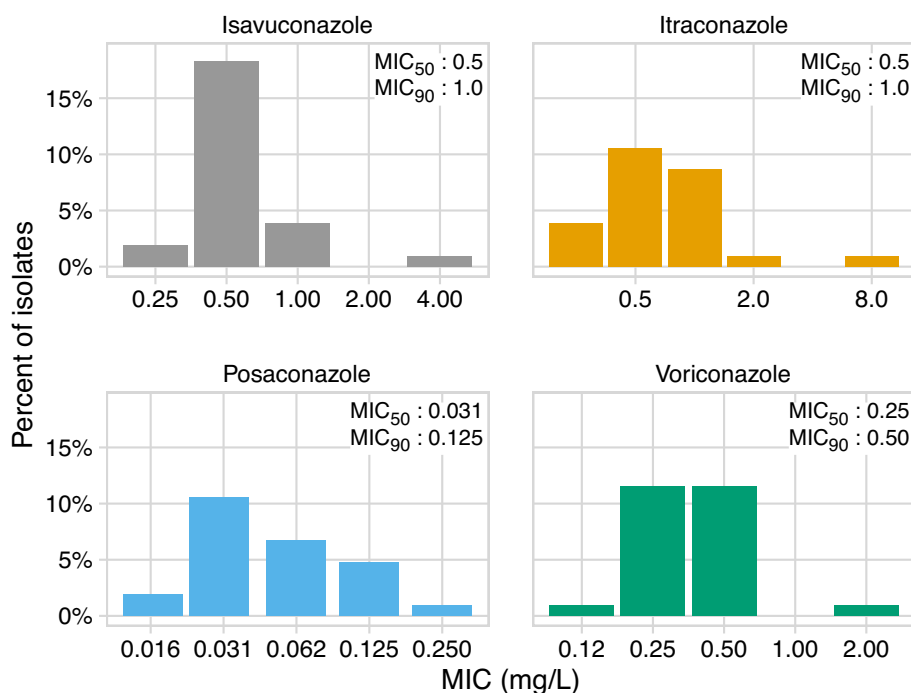 Isavuconazole
Itraconazole
MIC50 : 0.5
MIC90 : 1.0
MIC50 : 0.5
MIC90 : 1.0
15%
10%
5%
0%
0.25 0.50 1.00 2.00 4.00
0.5 2.0 8.0
Percent of isolates
Posaconazole
Voriconazole
MIC50 : 0.031
MIC90 : 0.125
MIC50 : 0.25
MIC90 : 0.50
15%
10%
5%
0%
0.016 0.031 0.062 0.125 0.250
0.12 0.25 0.50 1.00 2.00
MIC (mg/L)